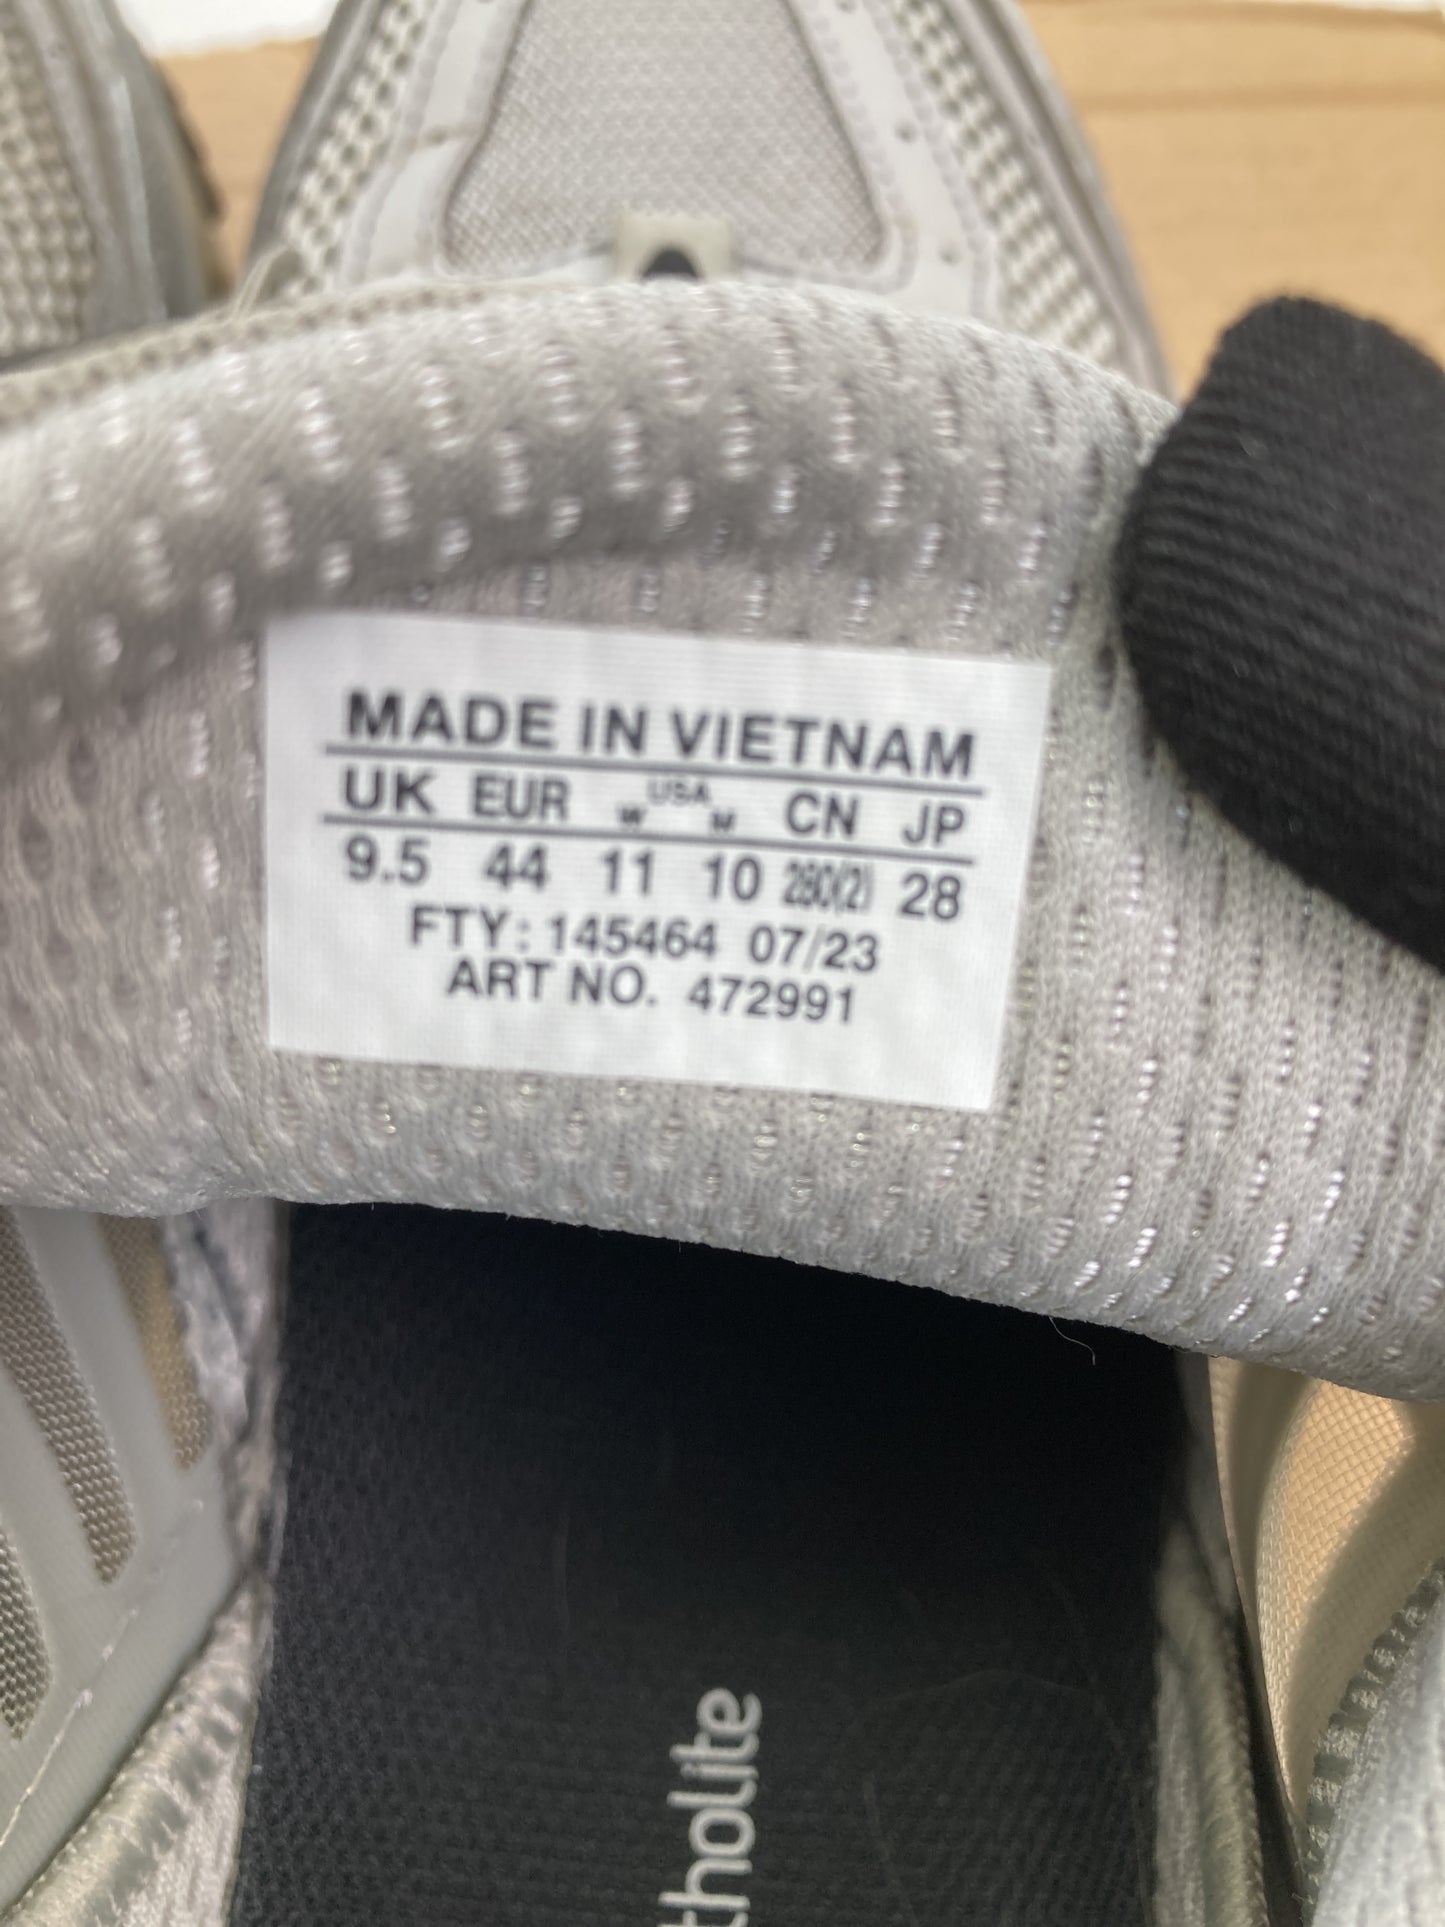 MADE IN VIETNAM
UK EUR W USA M CN JP
9.5 44 11 10 280(2) 28
FTY: 145464 07/23
ART NO. 472991
tholite